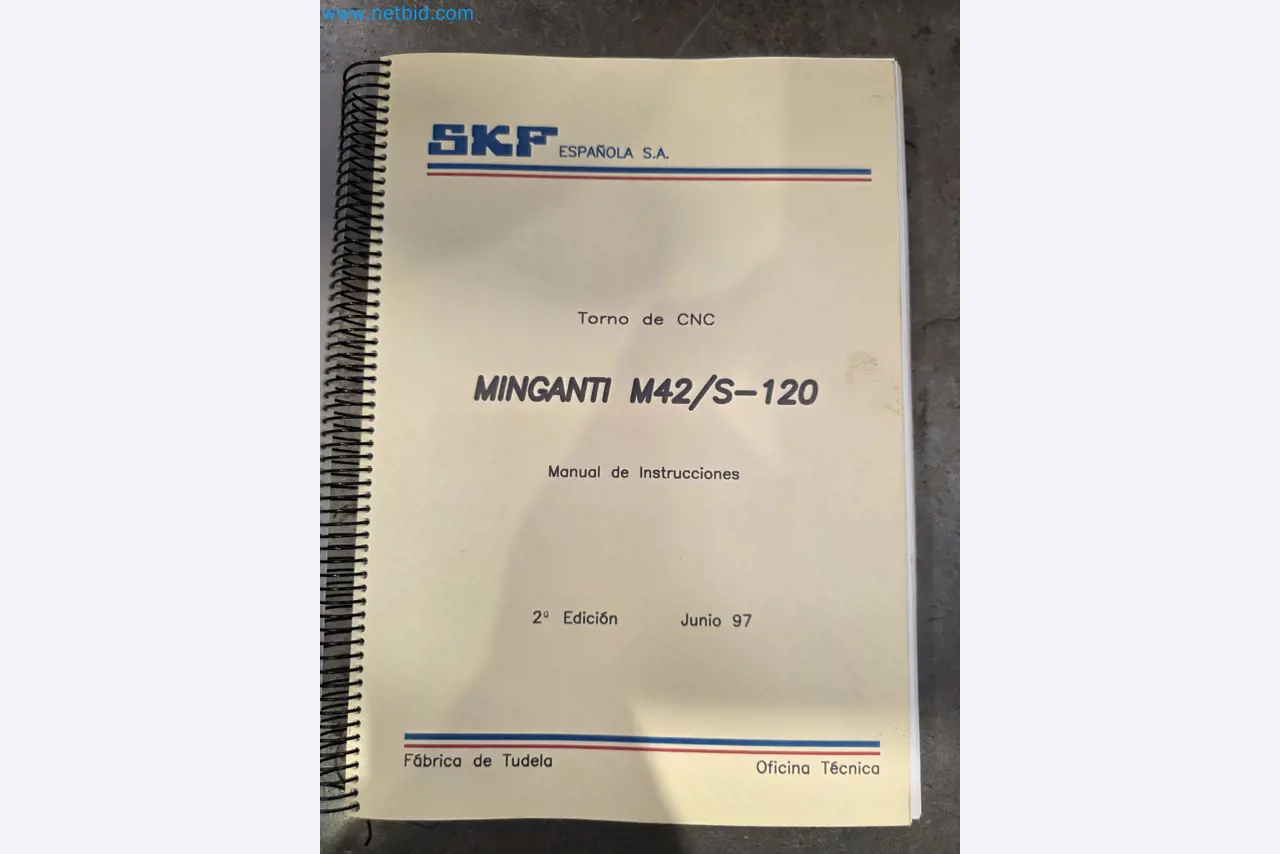 www.netbid.com
SKF ESPAÑOLA S.A.
Torno de CNC
MINGANTI M42/S-120
Manual de Instrucciones
2º Edición Junio 97
Fábrica de Tudela Oficina Técnica